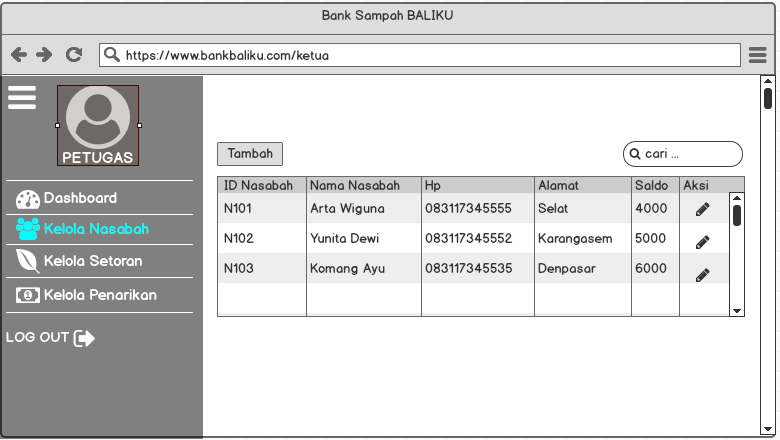 Bank Sampah BALIKU
https://www.bankbaliku.com/ketua
PETUGAS
Dashboard
Kelola Nasabah
Kelola Setoran
Kelola Penarikan
LOG OUT
Tambah
cari ...
ID Nasabah Nama Nasabah Hp Alamat Saldo Aksi
N101 Arta Wiguna 083117345555 Selat 4000
N102 Yunita Dewi 083117345552 Karangasem 5000
N103 Komang Ayu 083117345535 Denpasar 6000